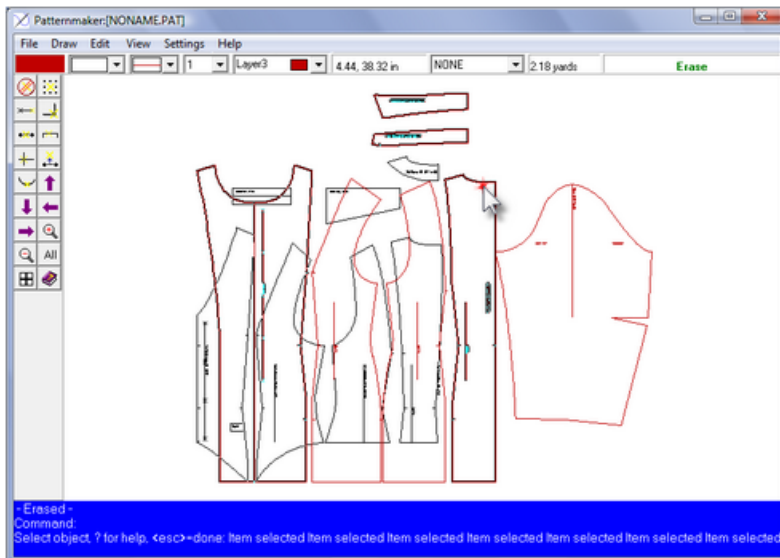 Patternmaker:[NONAME.PAT]
File Draw Edit View Settings Help
1 Layer3 4.44, 38.32 in NONE 2.18 yards Erase
All
- Erased -
Command:
Select object, ? for help, <esc>=done: Item selected Item selected Item selected Item selected Item selected Item selected Item selected